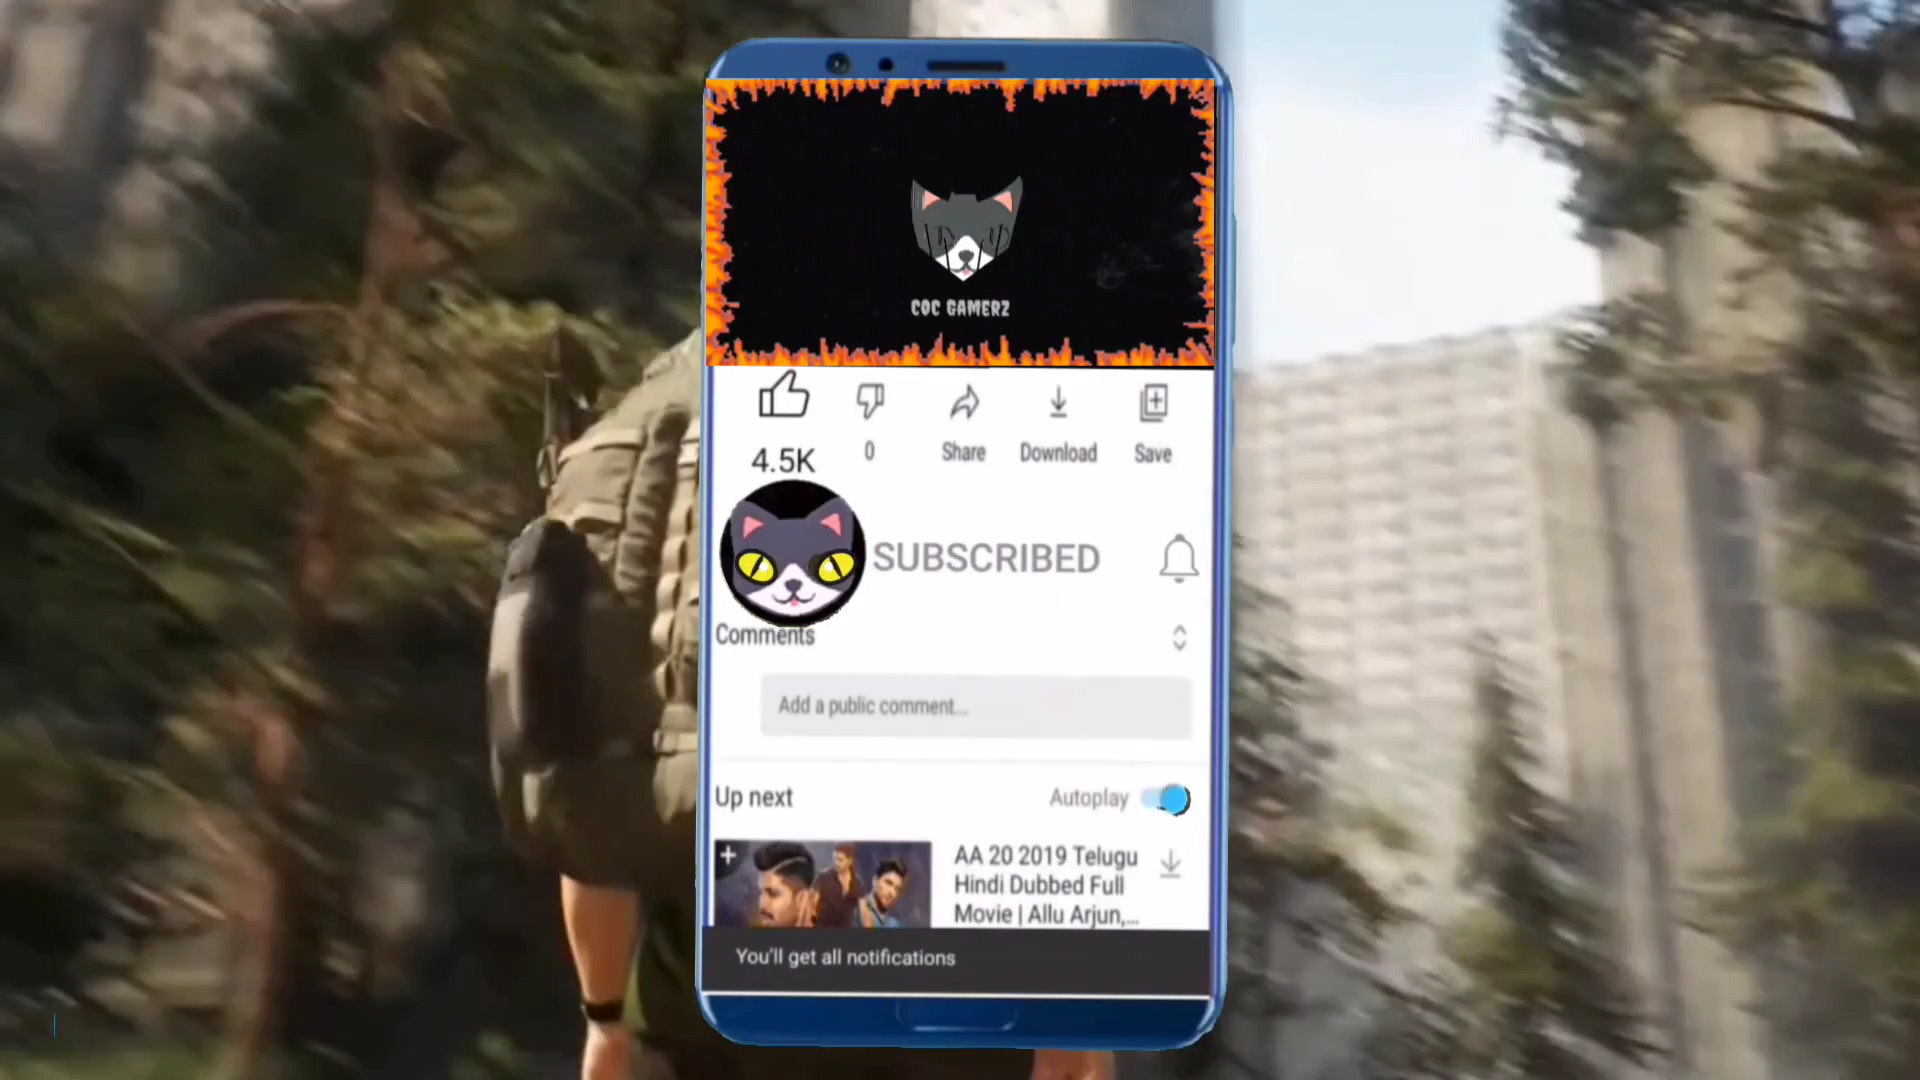 COC GAMERZ
4.5K
0
Share
Download
Save
SUBSCRIBED
Comments
Add a public comment...
Up next
Autoplay
AA 20 2019 Telugu
Hindi Dubbed Full
Movie | Allu Arjun,...
You'll get all notifications